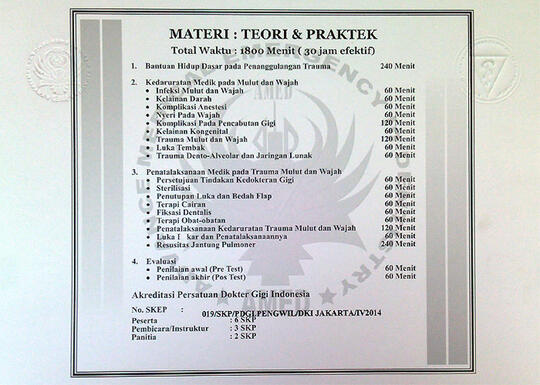 MATERI : TEORI & PRAKTEK
Total Waktu : 1800 Menit ( 30 jam efektif)
1. Bantuan Hidup Dasar pada Penanggulangan Trauma 240 Menit
2. Kedaruratan Medik pada Mulut dan Wajah
• Infeksi Mulut dan Wajah 60 Menit
• Kelainan Darah 60 Menit
• Komplikasi Anestesi 60 Menit
• Nyeri Pada Wajah 60 Menit
• Komplikasi Pada Pencabutan Gigi 120 Menit
• Kelainan Kongenital 60 Menit
• Trauma Mulut dan Wajah 120 Menit
• Luka Tembak 60 Menit
• Trauma Dento-Alveolar dan Jaringan Lunak 60 Menit
3. Penatalaksanaan Medik pada Trauma Mulut dan Wajah
• Persetujuan Tindakan Kedokteran Gigi 60 Menit
• Sterilisasi 60 Menit
• Penutupan Luka dan Bedah Flap 60 Menit
• Terapi Cairan 60 Menit
• Fiksasi Dentalis 60 Menit
• Terapi Obat-obatan 60 Menit
• Penatalaksanaan Kedaruratan Trauma Mulut dan Wajah 120 Menit
• Luka kar dan Penatalaksanaannya 60 Menit
• Resusitas Jantung Pulmoner 240 Menit
4. Evaluasi
• Penilaian awal (Pre Test) 60 Menit
• Penilaian akhir (Pos Test) 60 Menit
Akreditasi Persatuan Dokter Gigi Indonesia
No. SKEP : 019/SKP/PDGI.PENGWIL/DKI JAKARTA/IV2014
Peserta : 6 SKP
Pembicara/Instruktur : 3 SKP
Panitia : 2 SKP
AMED
AMED